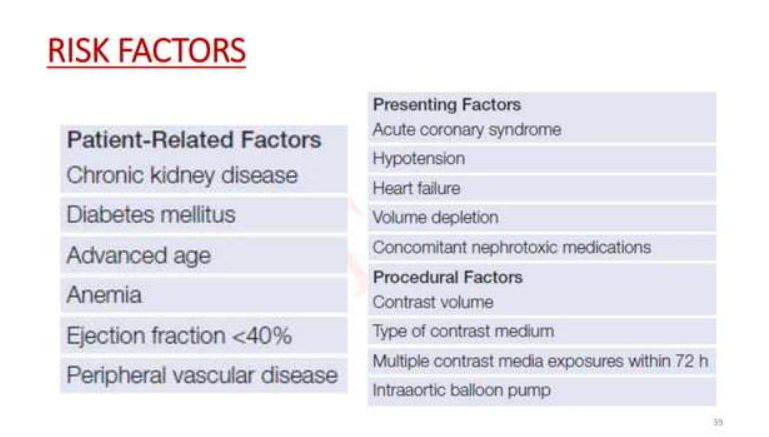 RISK FACTORS
Patient-Related Factors
Chronic kidney disease
Diabetes mellitus
Advanced age
Anemia
Ejection fraction <40%
Peripheral vascular disease
Presenting Factors
Acute coronary syndrome
Hypotension
Heart failure
Volume depletion
Concomitant nephrotoxic medications
Procedural Factors
Contrast volume
Type of contrast medium
Multiple contrast media exposures within 72 h
Intraaortic balloon pump
39